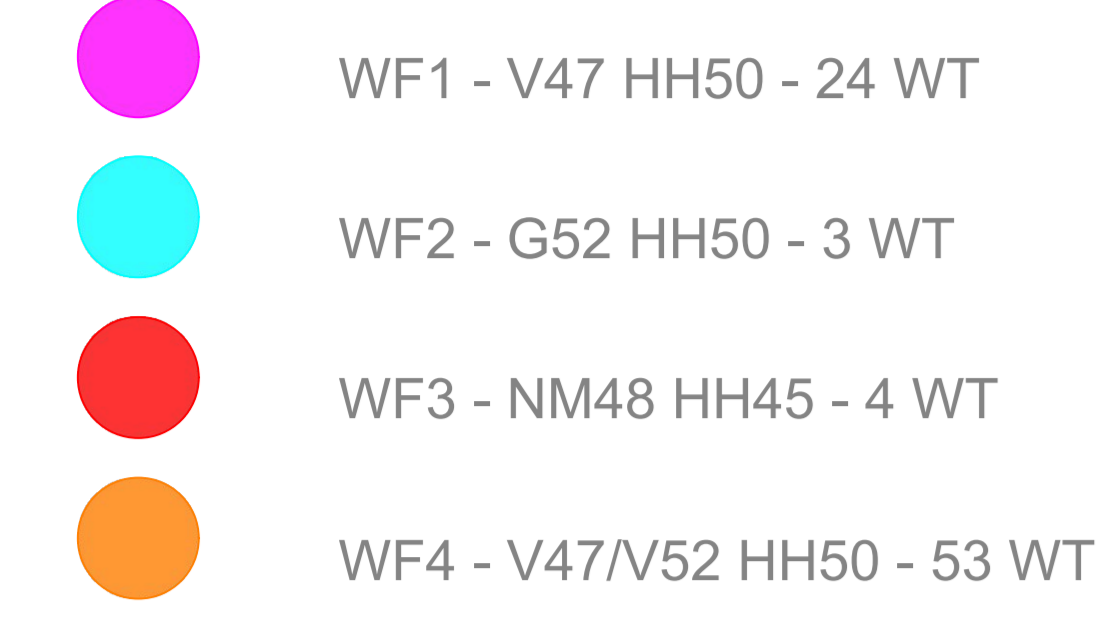 WF1 - V47 HH50 - 24 WT
WF2 - G52 HH50 - 3 WT
WF3 - NM48 HH45 - 4 WT
WF4 - V47/V52 HH50 - 53 WT